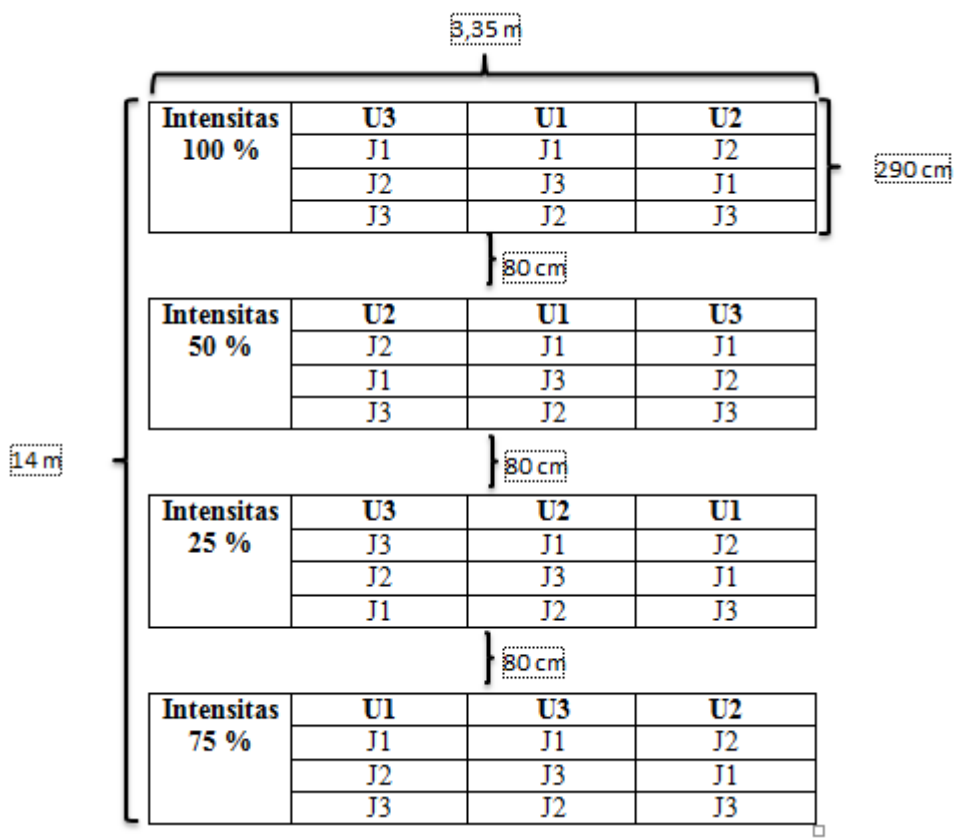 3,35 m
Intensitas U3 U1 U2
100 % J1 J1 J2
J2 J3 J1
J3 J2 J3
290 cm
80 cm
Intensitas U2 U1 U3
50 % J2 J1 J1
J1 J3 J2
J3 J2 J3
14 m
80 cm
Intensitas U3 U2 U1
25 % J3 J1 J2
J2 J3 J1
J1 J2 J3
80 cm
Intensitas U1 U3 U2
75 % J1 J1 J2
J2 J3 J1
J3 J2 J3